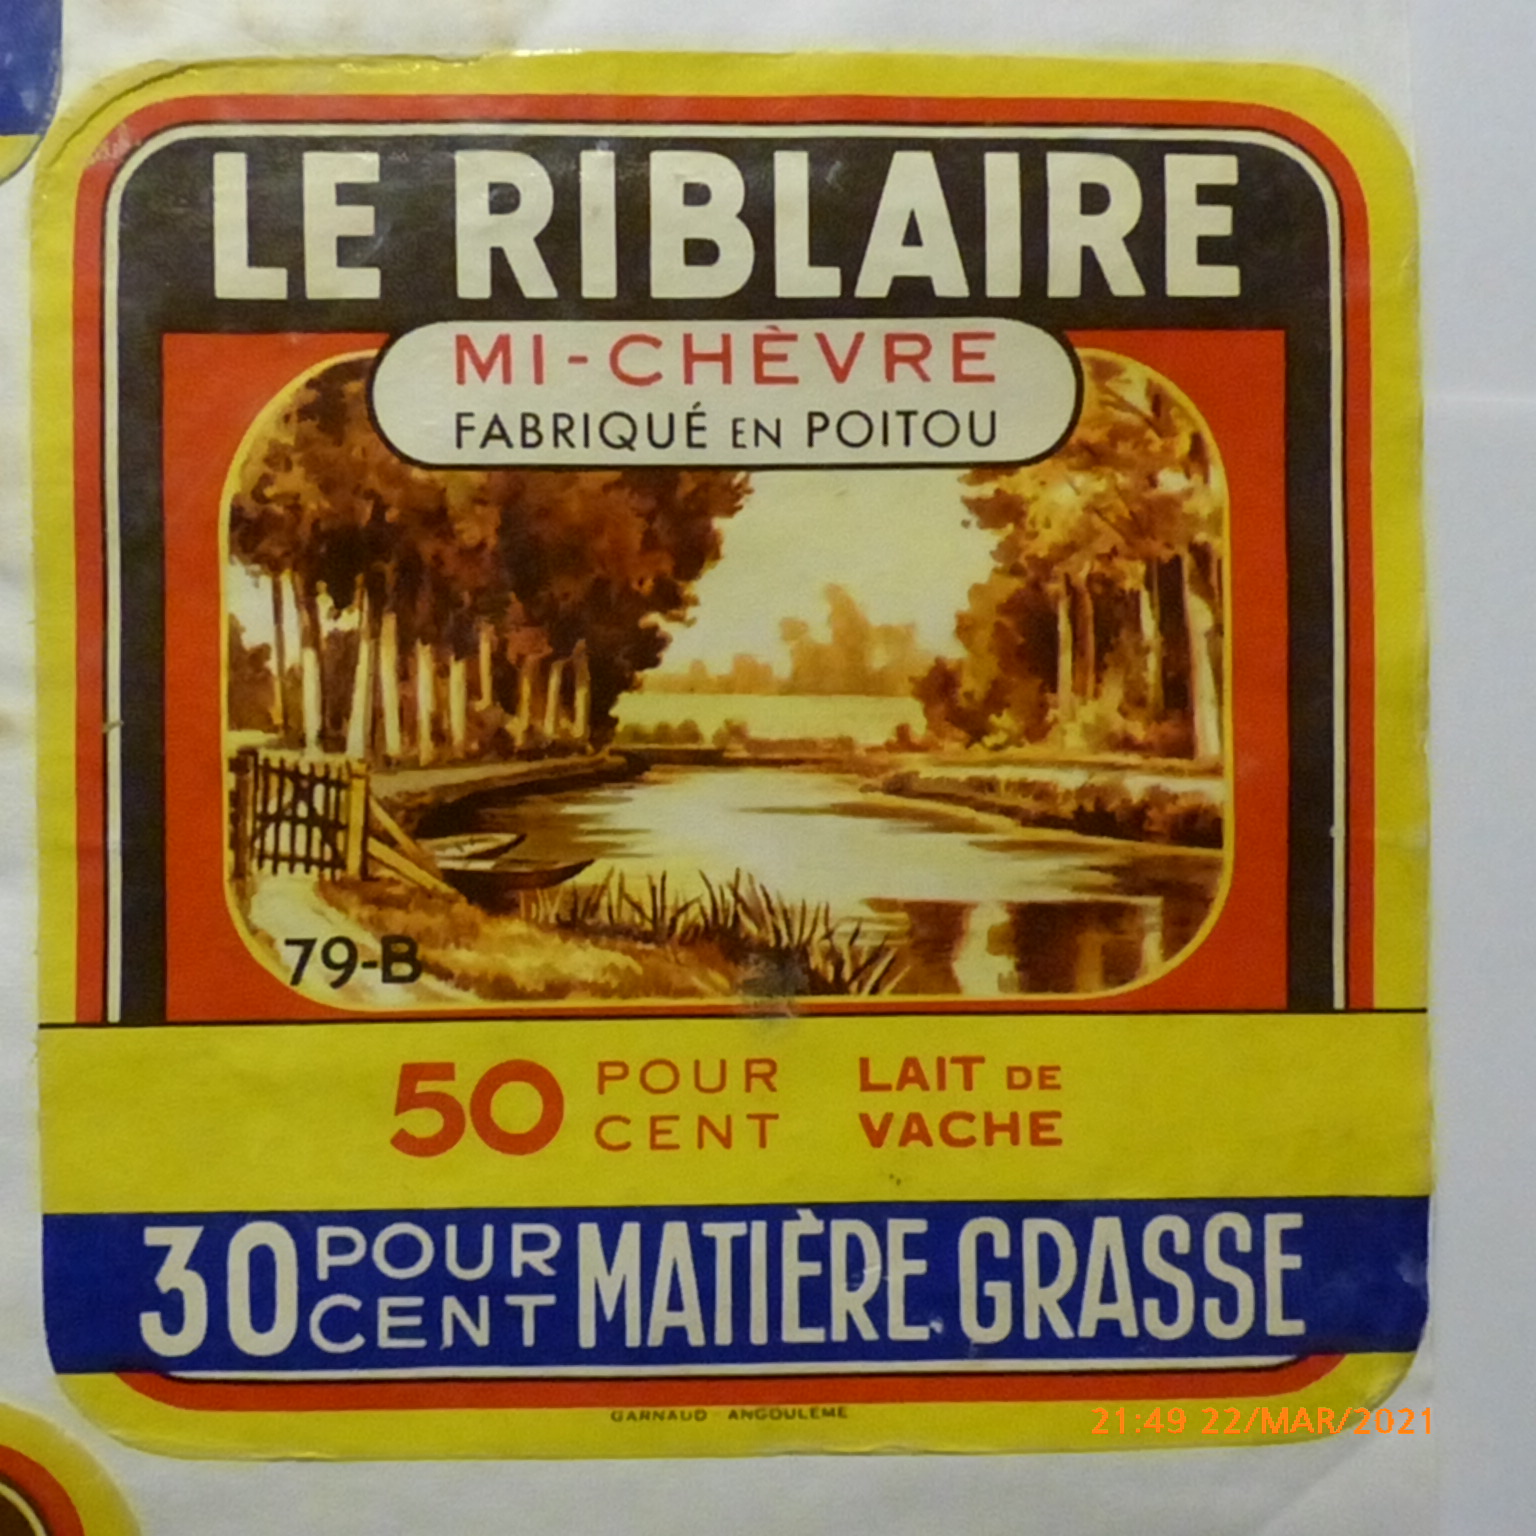 LE RIBLAIRE
MI-CHÈVRE
FABRIQUÉ EN POITOU
79-B
50 POUR CENT LAIT DE VACHE
30 POUR CENT MATIÈRE GRASSE
GARNAUD ANGOULEME
21:49 22/MAR/2021